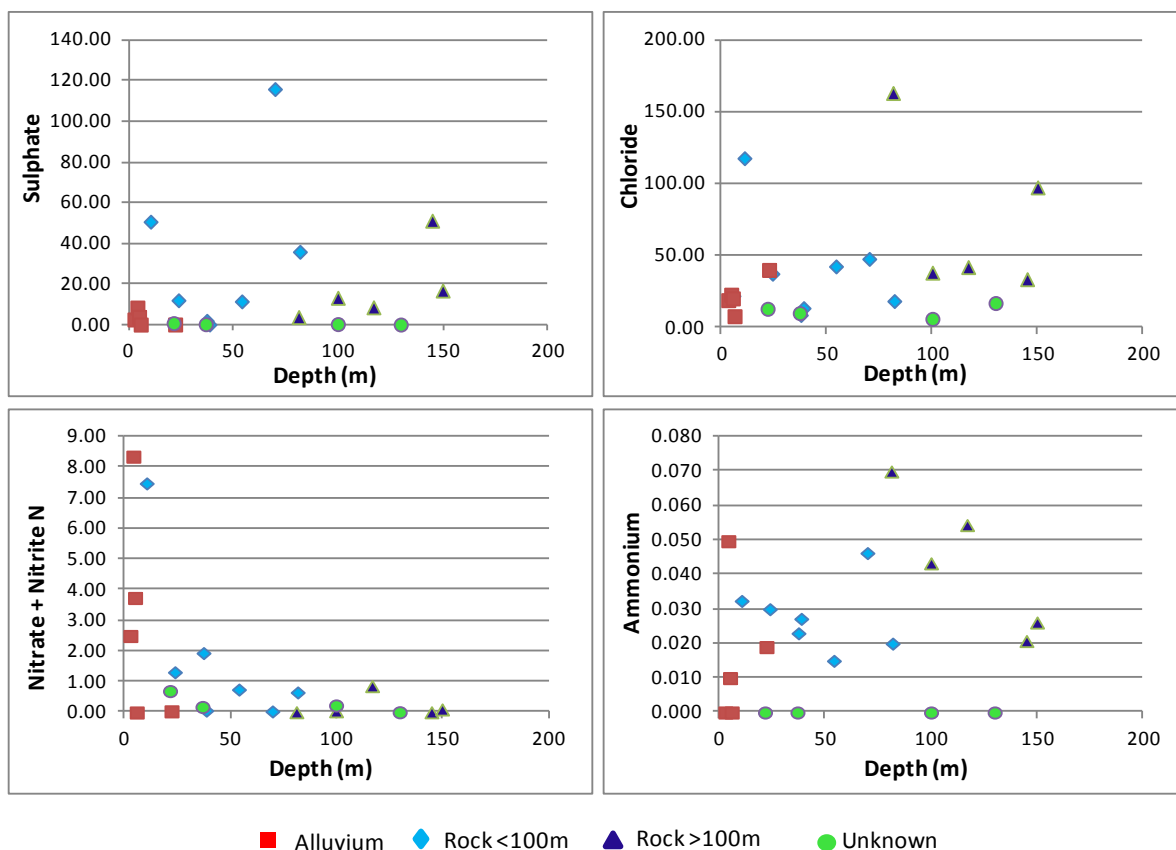 140.00
120.00
100.00
80.00
60.00
40.00
20.00
0.00
Sulphate
0 50 100 150 200
Depth (m)
200.00
150.00
100.00
50.00
0.00
Chloride
0 50 100 150 200
Depth (m)
9.00
8.00
7.00
6.00
5.00
4.00
3.00
2.00
1.00
0.00
Nitrate + Nitrite N
0 50 100 150 200
Depth (m)
0.080
0.070
0.060
0.050
0.040
0.030
0.020
0.010
0.000
Ammonium
0 50 100 150 200
Depth (m)
Alluvium Rock <100m Rock >100m Unknown